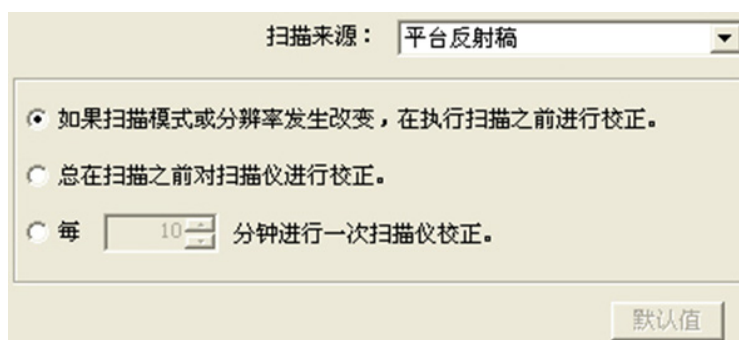 扫描来源： 平台反射稿
如果扫描模式或分辨率发生改变，在执行扫描之前进行校正。
总在扫描之前对扫描仪进行校正。
每 10 分钟进行一次扫描仪校正。
默认值